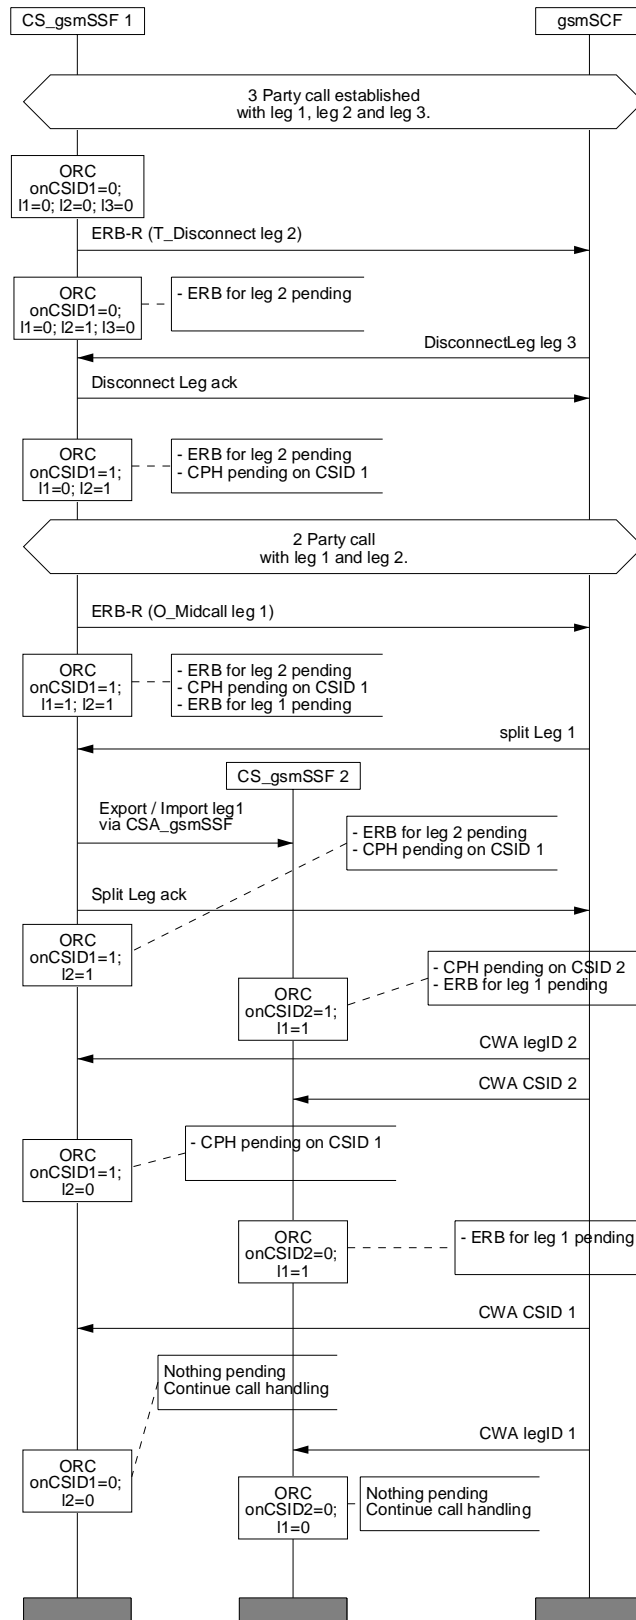 CS_gsmSSF 1
gsmSCF
3 Party call established
with leg 1, leg 2 and leg 3.
ORC
onCSID1=0;
l1=0; l2=0; l3=0
ERB-R (T_Disconnect leg 2)
ORC
onCSID1=0;
l1=0; l2=1; l3=0
- ERB for leg 2 pending
DisconnectLeg leg 3
Disconnect Leg ack
ORC
onCSID1=1;
l1=0; l2=1
- ERB for leg 2 pending
- CPH pending on CSID 1
2 Party call
with leg 1 and leg 2.
ERB-R (O_Midcall leg 1)
ORC
onCSID1=1;
l1=1; l2=1
- ERB for leg 2 pending
- CPH pending on CSID 1
- ERB for leg 1 pending
split Leg 1
CS_gsmSSF 2
Export / Import leg1
via CSA_gsmSSF
- ERB for leg 2 pending
- CPH pending on CSID 1
Split Leg ack
ORC
onCSID1=1;
l2=1
- CPH pending on CSID 2
- ERB for leg 1 pending
ORC
onCSID2=1;
l1=1
CWA legID 2
CWA CSID 2
ORC
onCSID1=1;
l2=0
- CPH pending on CSID 1
ORC
onCSID2=0;
l1=1
- ERB for leg 1 pending
CWA CSID 1
Nothing pending
Continue call handling
CWA legID 1
ORC
onCSID1=0;
l2=0
ORC
onCSID2=0;
l1=0
Nothing pending
Continue call handling